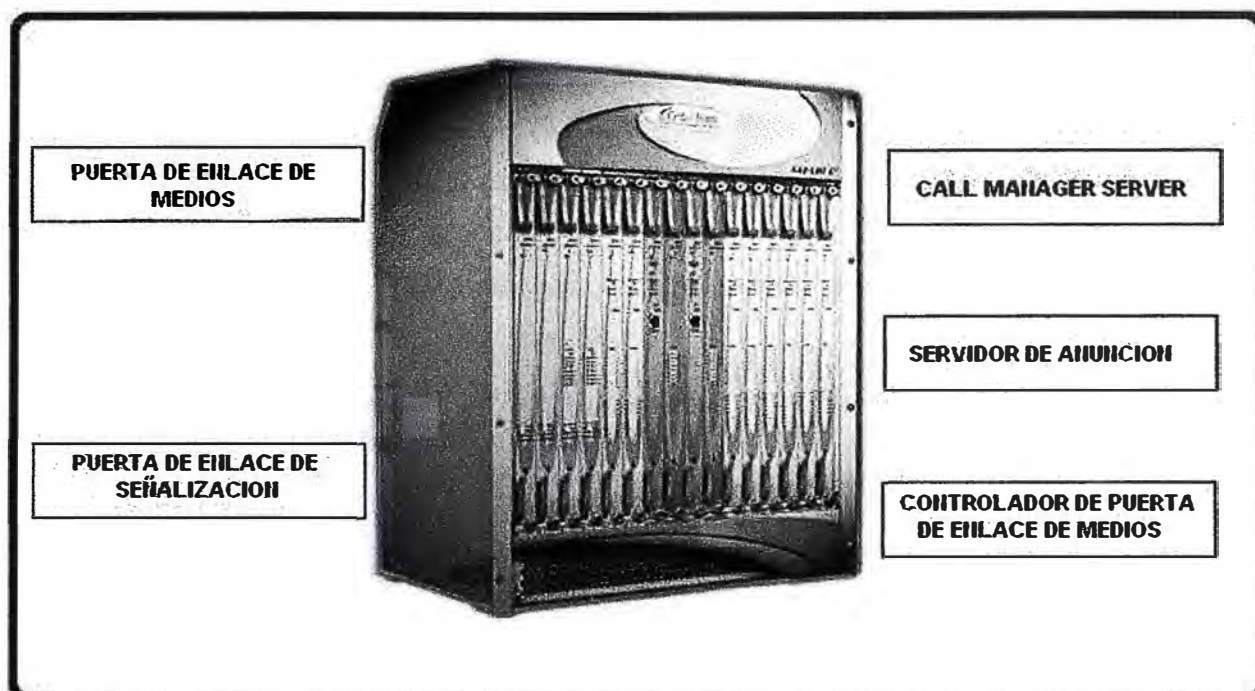 PUERTA DE ENLACE DE
MEDIOS
CALL MANAGER SERVER
SERVIDOR DE ANUNCION
PUERTA DE ENLACE DE
SEÑALIZACION
CONTROLADOR DE PUERTA
DE ENLACE DE MEDIOS